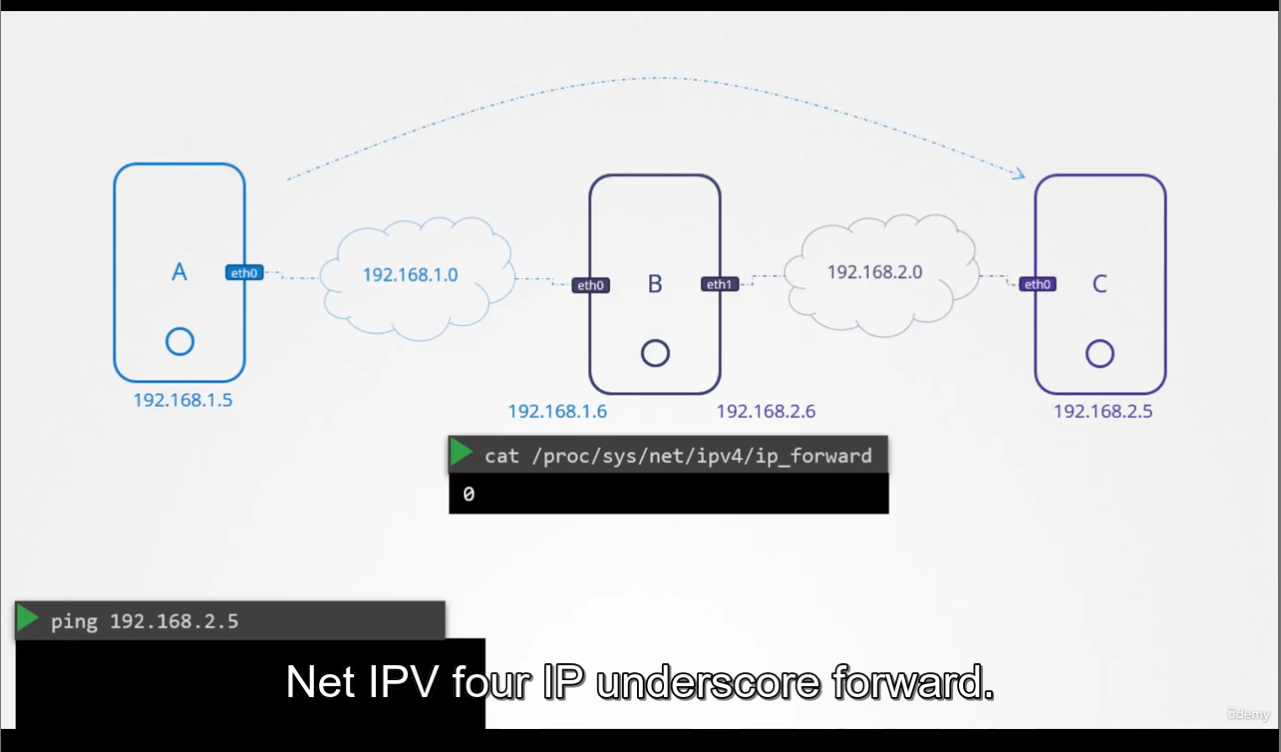 A
eth0
192.168.1.0
eth0
B
eth1
192.168.2.0
eth0
C
192.168.1.5
192.168.1.6
192.168.2.6
192.168.2.5
cat /proc/sys/net/ipv4/ip_forward
0
ping 192.168.2.5
Net IPV four IP underscore forward.
ûdemy